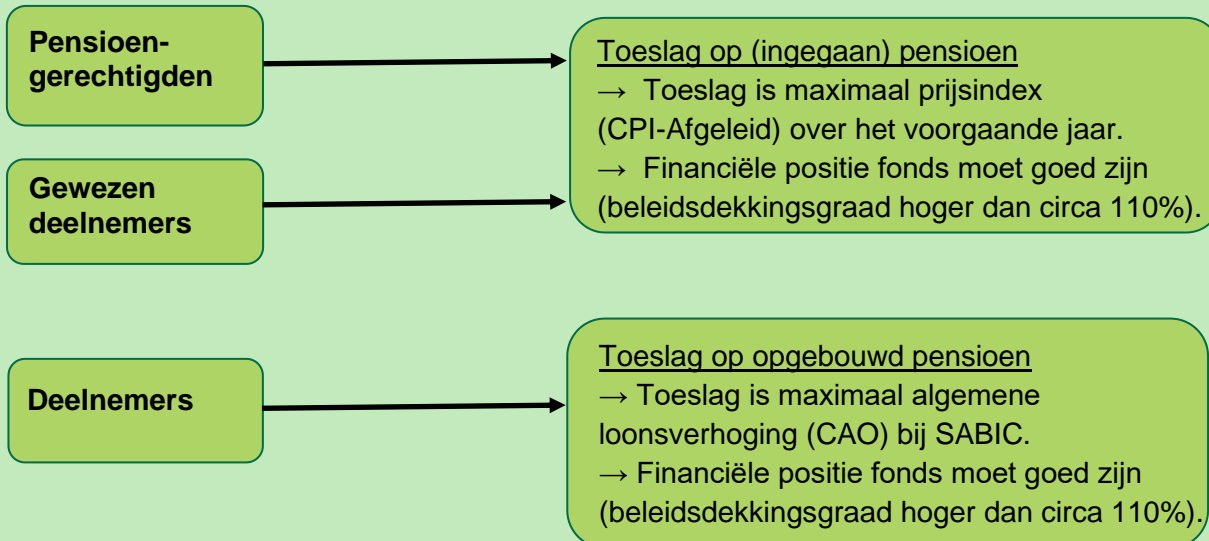 Pensioen-
gerechtigden
Toeslag op (ingegaan) pensioen
→ Toeslag is maximaal prijsindex
(CPI-Afgeleid) over het voorgaande jaar.
→ Financiële positie fonds moet goed zijn
(beleidsdekkingsgraad hoger dan circa 110%).
Gewezen
deelnemers
Deelnemers
Toeslag op opgebouwd pensioen
→ Toeslag is maximaal algemene
loonsverhoging (CAO) bij SABIC.
→ Financiële positie fonds moet goed zijn
(beleidsdekkingsgraad hoger dan circa 110%).